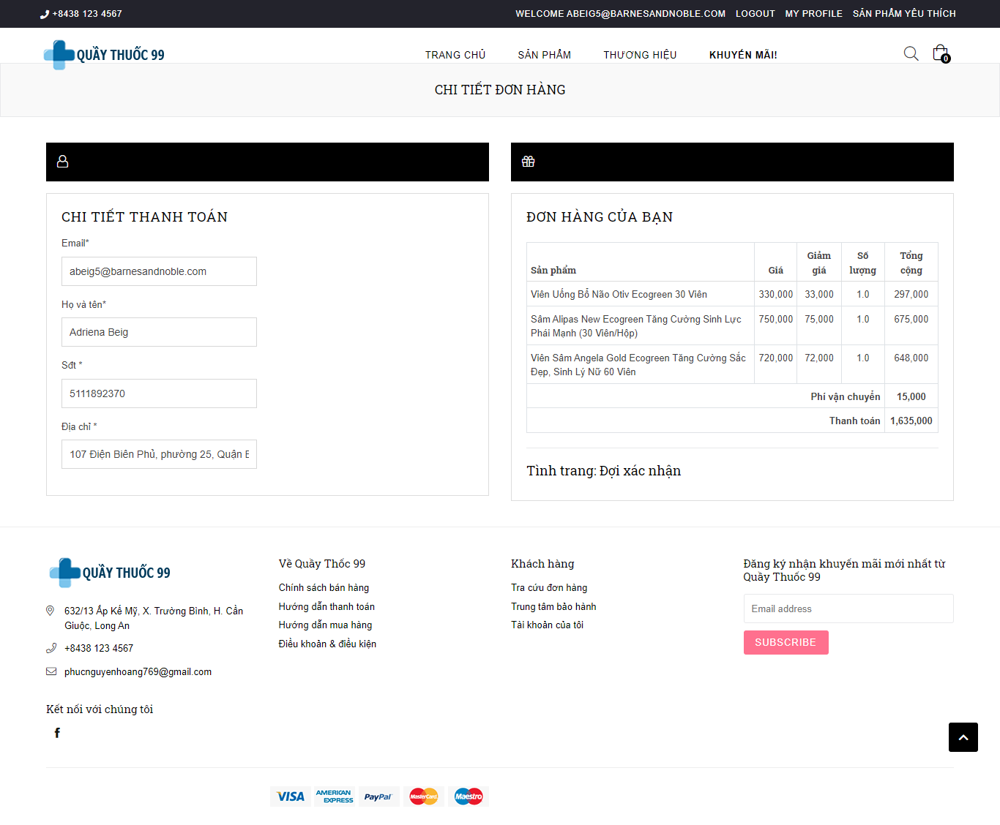 +8438 123 4567
WELCOME ABEIG5@BARNESANDNOBLE.COM LOGOUT MY PROFILE SẢN PHẨM YÊU THÍCH
QUẦY THUỐC 99
TRANG CHỦ SẢN PHẨM THƯƠNG HIỆU KHUYẾN MÃI!
0
CHI TIẾT ĐƠN HÀNG
CHI TIẾT THANH TOÁN
Email*
abeig5@barnesandnoble.com
Họ và tên*
Adriena Beig
Sđt *
5111892370
Địa chỉ *
107 Điện Biên Phủ, phường 25, Quận B
ĐƠN HÀNG CỦA BẠN
Sản phẩm Giá Giảm giá Số lượng Tổng cộng
Viên Uống Bổ Não Otiv Ecogreen 30 Viên 330,000 33,000 1.0 297,000
Sâm Alipas New Ecogreen Tăng Cường Sinh Lực 750,000 75,000 1.0 675,000
Phái Mạnh (30 Viên/Hộp)
Viên Sâm Angela Gold Ecogreen Tăng Cường Sắc 720,000 72,000 1.0 648,000
Đẹp, Sinh Lý Nữ 60 Viên
Phí vận chuyển 15,000
Thanh toán 1,635,000
Tình trang: Đợi xác nhận
QUẦY THUỐC 99
632/13 Ấp Kế Mỹ, X. Trường Bình, H. Cần
Giuộc, Long An
+8438 123 4567
phucnguyenhoang769@gmail.com
Kết nối với chúng tôi
Về Quầy Thốc 99
Chính sách bán hàng
Hướng dẫn thanh toán
Hướng dẫn mua hàng
Điều khoản & điều kiện
Khách hàng
Tra cứu đơn hàng
Trung tâm bảo hành
Tài khoản của tôi
Đăng ký nhận khuyến mãi mới nhất từ
Quầy Thuốc 99
Email address
SUBSCRIBE
VISA AMERICAN EXPRESS PayPal MasterCard Maestro